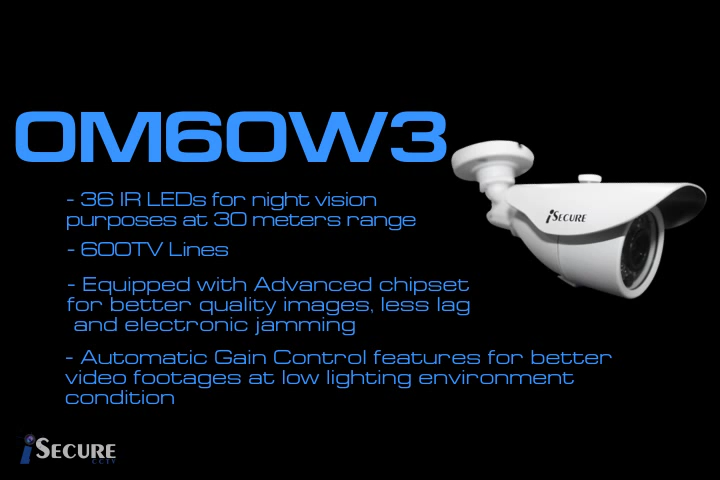 OM60W3
- 36 IR LEDs for night vision
purposes at 30 meters range
- 600TV Lines
- Equipped with Advanced chipset
for better quality images, less lag
and electronic jamming
- Automatic Gain Control features for better
video footages at low lighting environment
condition
iSECURE
iSECURE
CCTV